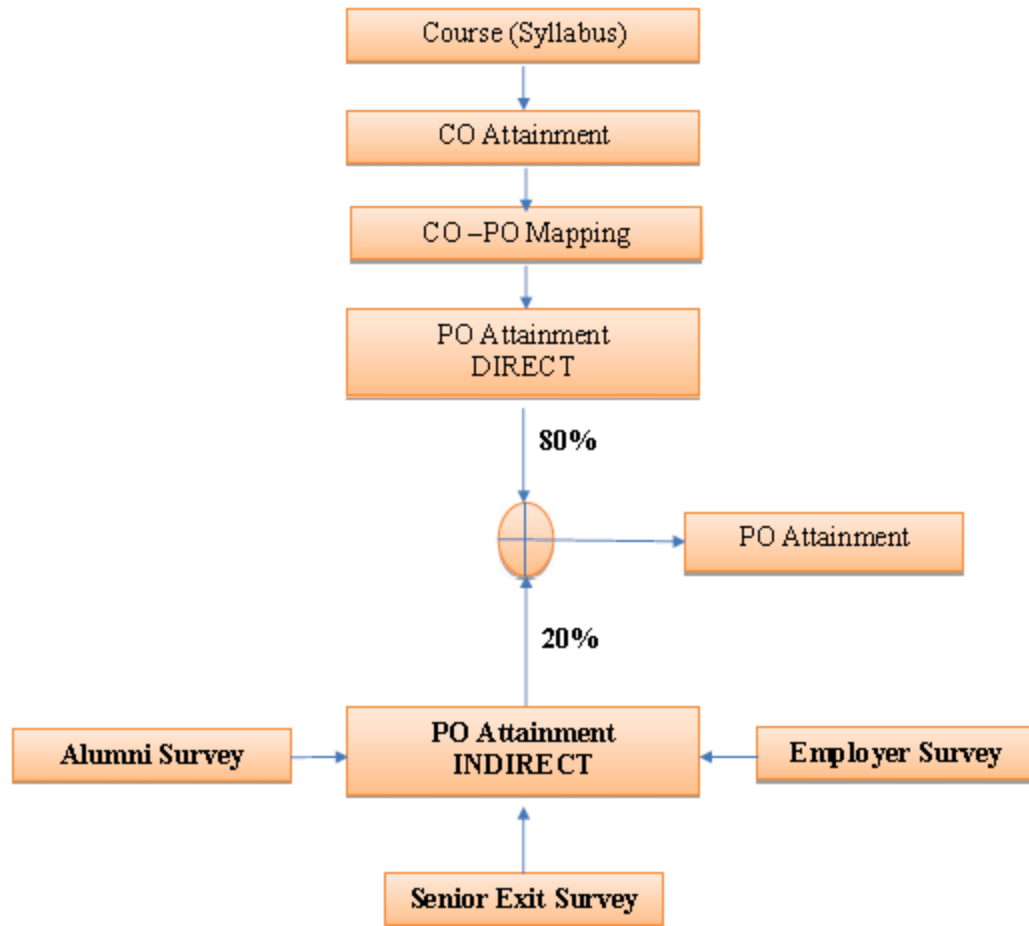 Course (Syllabus)
CO Attainment
CO –PO Mapping
PO Attainment
DIRECT
80%
PO Attainment
20%
PO Attainment
INDIRECT
Alumni Survey
Employer Survey
Senior Exit Survey